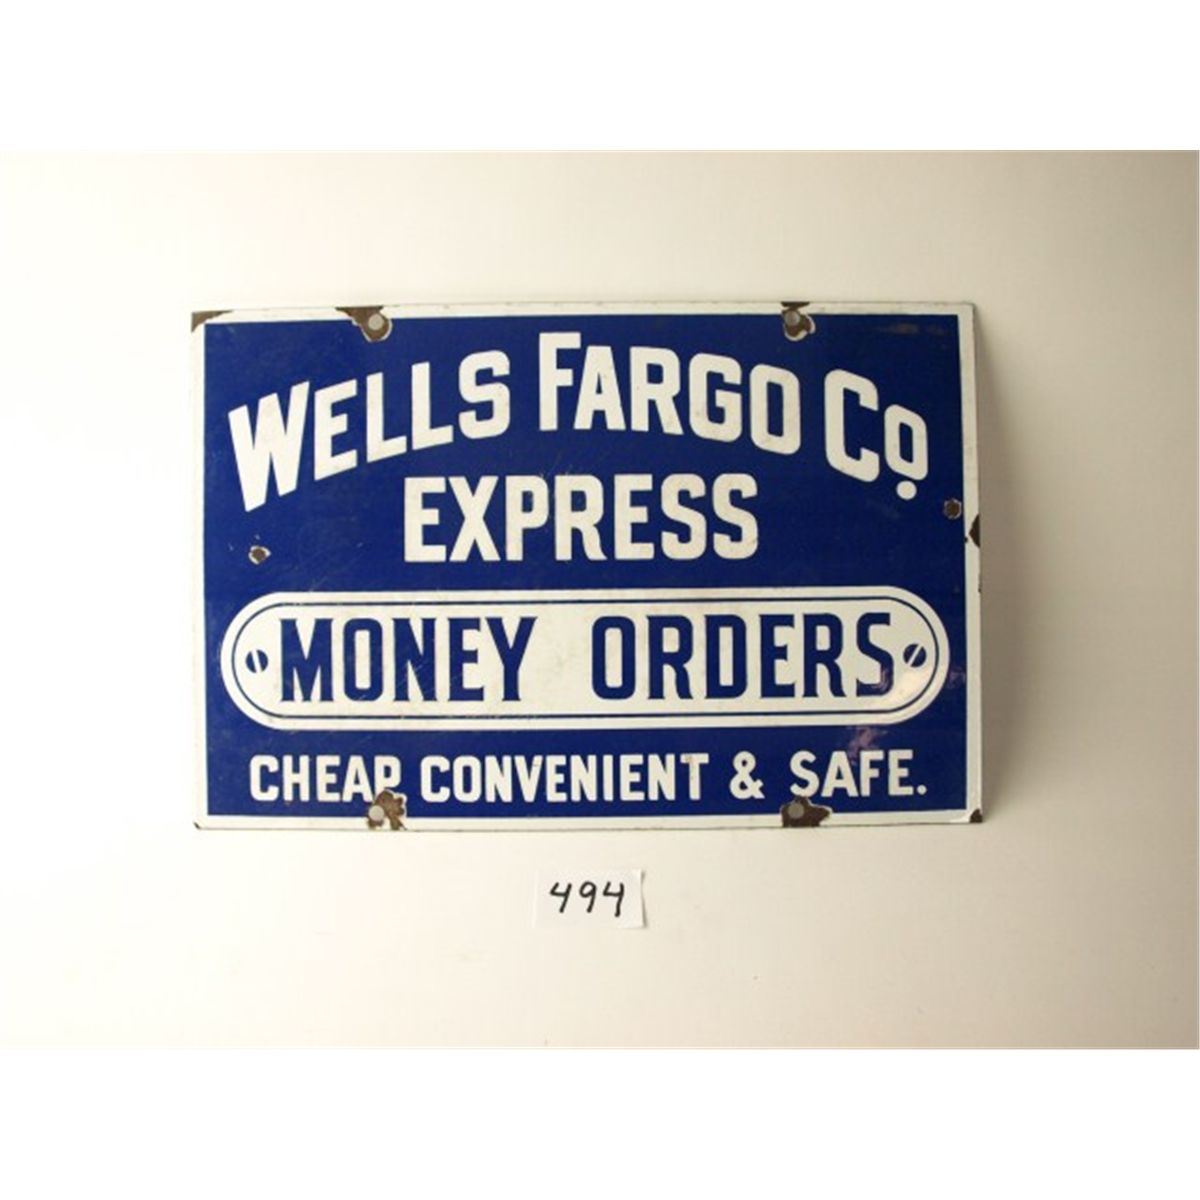 WELLS FARGO CO
EXPRESS
MONEY ORDERS
CHEAP CONVENIENT & SAFE.
494